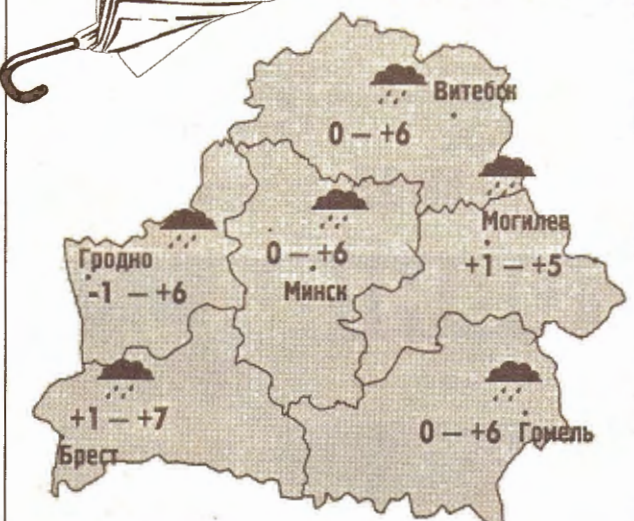 Витебск
0 — +6
Могилев
+1 — +5
0 — +6
Минск
Гродно
-1 — +6
+1 — +7
Брест
0 — +6 Гомель